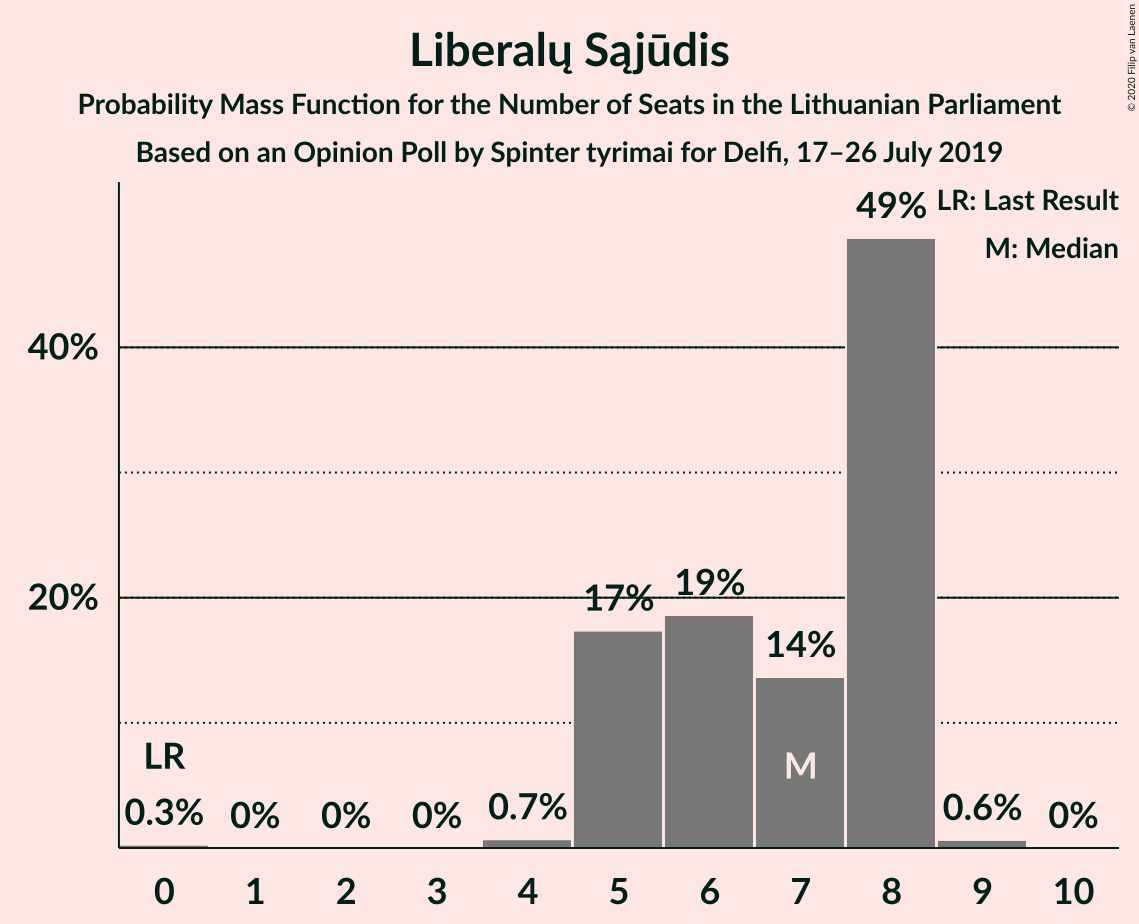 © 2020 Filip van Laenen
Liberalų Sąjūdis
Probability Mass Function for the Number of Seats in the Lithuanian Parliament
Based on an Opinion Poll by Spinter tyrimai for Delfi, 17–26 July 2019
49% LR: Last Result
M: Median
40%
20% 17% 19%
14%
LR M
0.3% 0% 0% 0% 0.7% 0.6% 0%
0 1 2 3 4 5 6 7 8 9 10